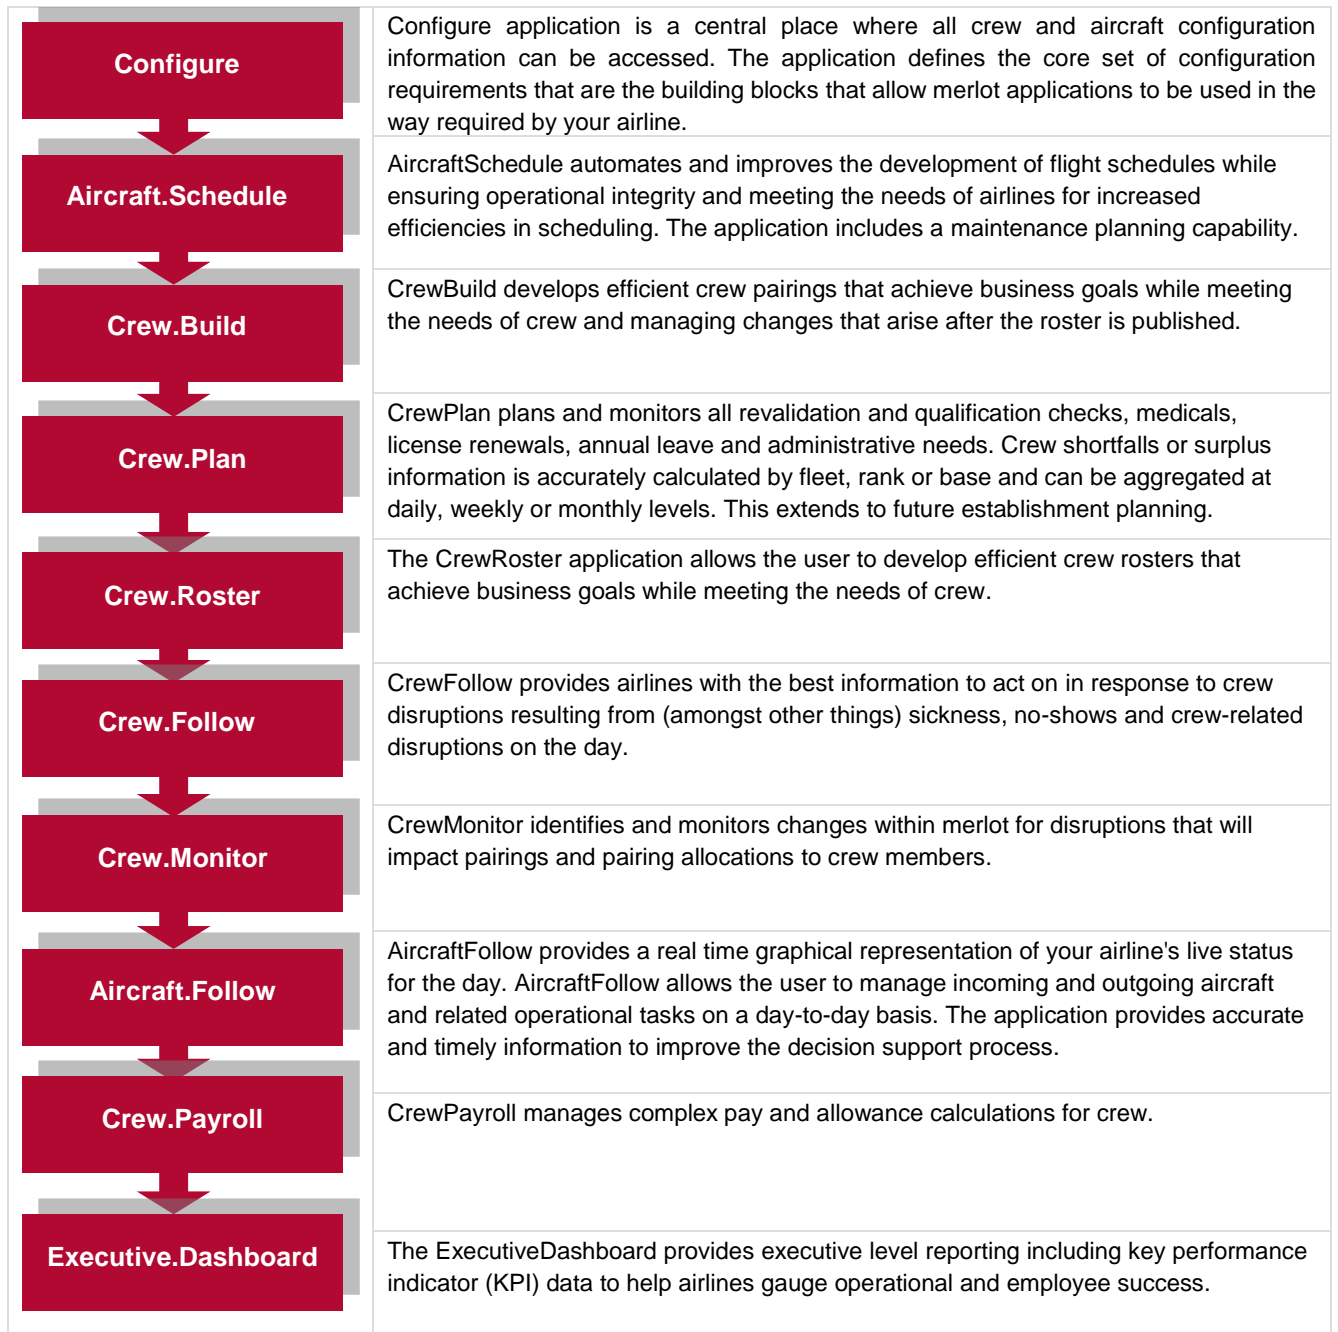 Configure
Configure application is a central place where all crew and aircraft configuration
information can be accessed. The application defines the core set of configuration
requirements that are the building blocks that allow merlot applications to be used in the
way required by your airline.
Aircraft.Schedule
AircraftSchedule automates and improves the development of flight schedules while
ensuring operational integrity and meeting the needs of airlines for increased
efficiencies in scheduling. The application includes a maintenance planning capability.
Crew.Build
CrewBuild develops efficient crew pairings that achieve business goals while meeting
the needs of crew and managing changes that arise after the roster is published.
Crew.Plan
CrewPlan plans and monitors all revalidation and qualification checks, medicals,
license renewals, annual leave and administrative needs. Crew shortfalls or surplus
information is accurately calculated by fleet, rank or base and can be aggregated at
daily, weekly or monthly levels. This extends to future establishment planning.
Crew.Roster
The CrewRoster application allows the user to develop efficient crew rosters that
achieve business goals while meeting the needs of crew.
Crew.Follow
CrewFollow provides airlines with the best information to act on in response to crew
disruptions resulting from (amongst other things) sickness, no-shows and crew-related
disruptions on the day.
Crew.Monitor
CrewMonitor identifies and monitors changes within merlot for disruptions that will
impact pairings and pairing allocations to crew members.
Aircraft.Follow
AircraftFollow provides a real time graphical representation of your airline's live status
for the day. AircraftFollow allows the user to manage incoming and outgoing aircraft
and related operational tasks on a day-to-day basis. The application provides accurate
and timely information to improve the decision support process.
Crew.Payroll
CrewPayroll manages complex pay and allowance calculations for crew.
Executive.Dashboard
The ExecutiveDashboard provides executive level reporting including key performance
indicator (KPI) data to help airlines gauge operational and employee success.